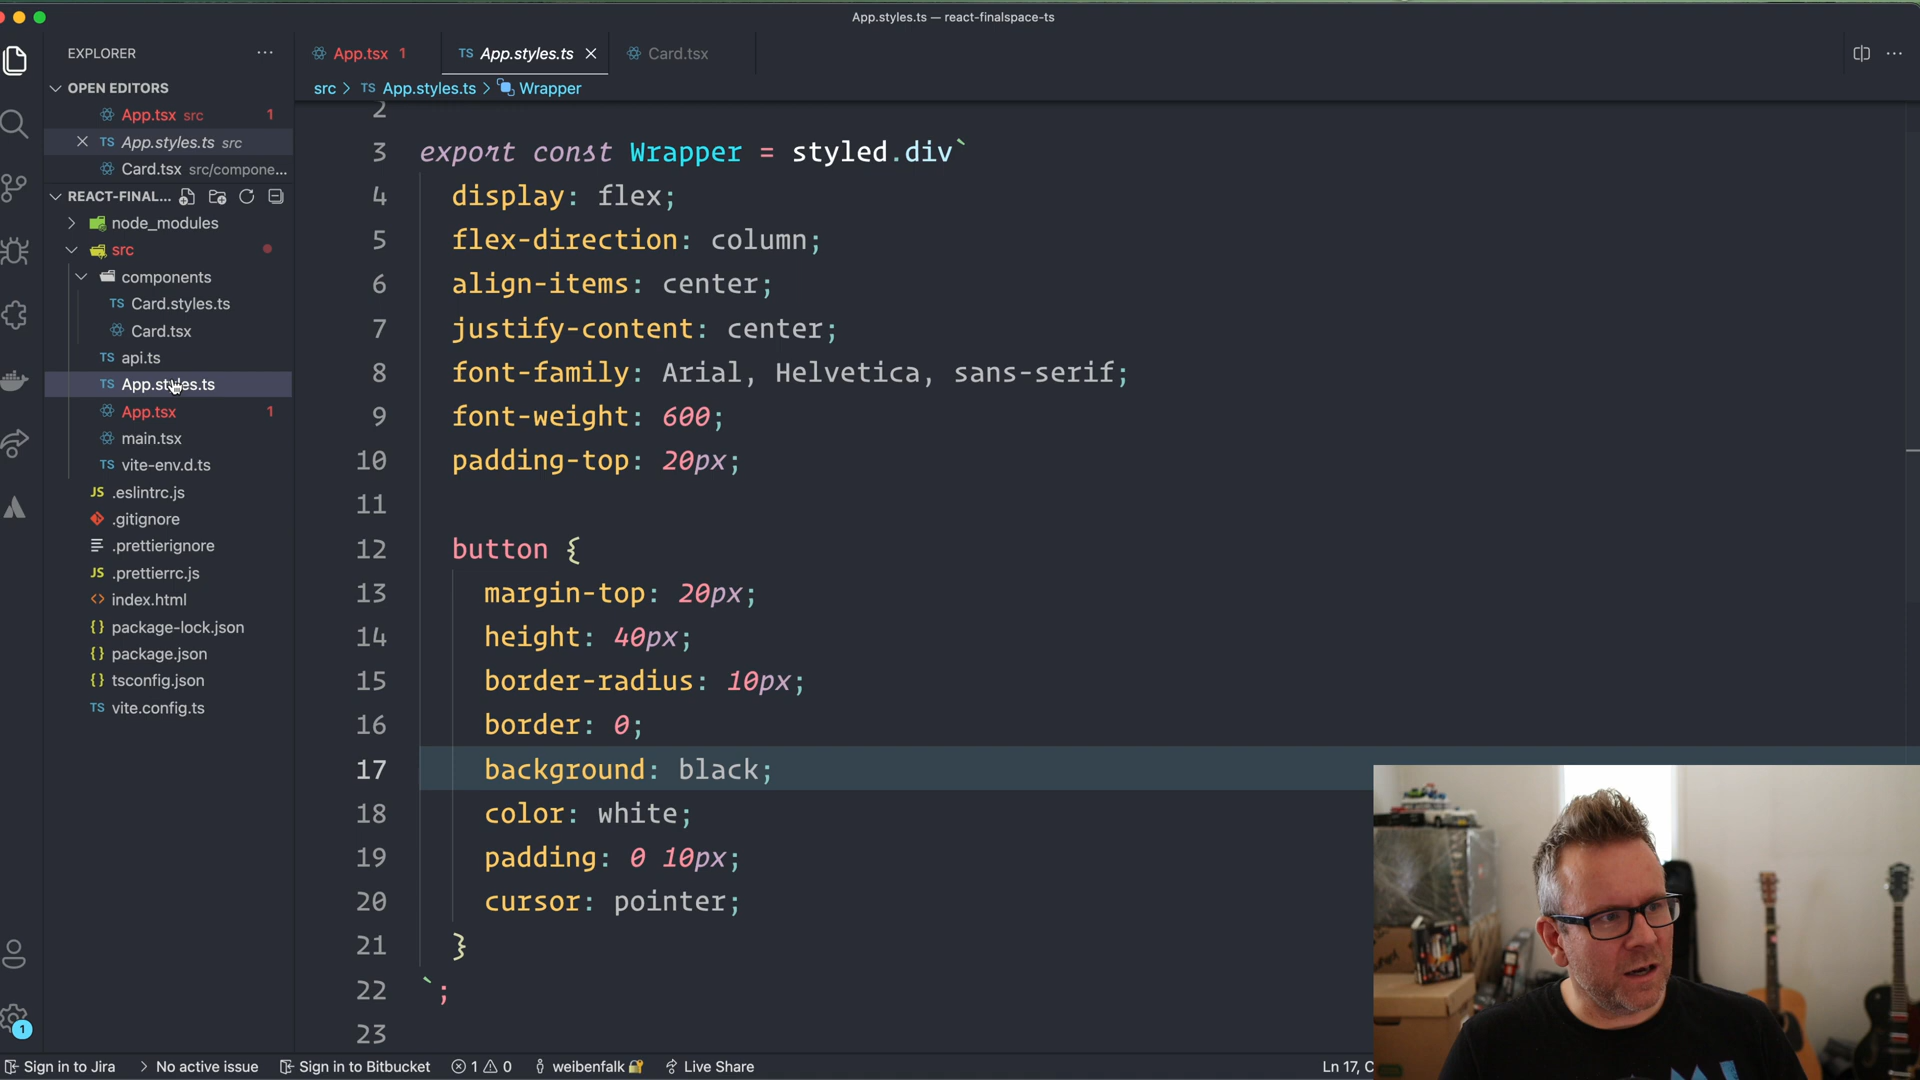 App.styles.ts — react-finalspace-ts
EXPLORER
App.tsx 1
TS App.styles.ts
Card.tsx
OPEN EDITORS
src > TS App.styles.ts > Wrapper
App.tsx src 1
TS App.styles.ts src
Card.tsx src/compone...
REACT-FINAL...
node_modules
src
components
TS Card.styles.ts
Card.tsx
TS api.ts
TS App.styles.ts
App.tsx 1
main.tsx
TS vite-env.d.ts
JS .eslintrc.js
.gitignore
.prettierignore
JS .prettierrc.js
<> index.html
{} package-lock.json
{} package.json
{} tsconfig.json
TS vite.config.ts
2
3 export const Wrapper = styled.div`
4 display: flex;
5 flex-direction: column;
6 align-items: center;
7 justify-content: center;
8 font-family: Arial, Helvetica, sans-serif;
9 font-weight: 600;
10 padding-top: 20px;
11
12 button {
13 margin-top: 20px;
14 height: 40px;
15 border-radius: 10px;
16 border: 0;
17 background: black;
18 color: white;
19 padding: 0 10px;
20 cursor: pointer;
21 }
22 `;
23
1
Sign in to Jira > No active issue Sign in to Bitbucket 1 0 weibenfalk Live Share Ln 17, C